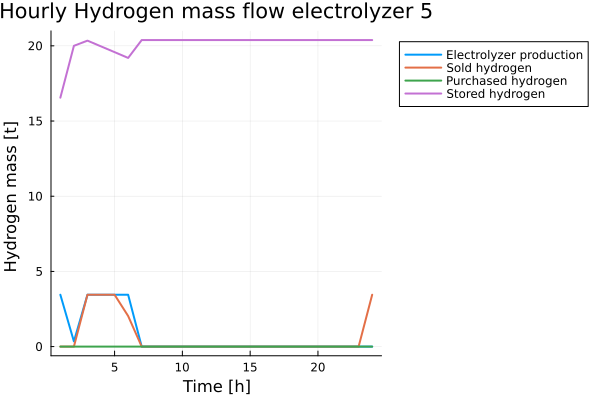 Hourly Hydrogen mass flow electrolyzer 5
Electrolyzer production
Sold hydrogen
Purchased hydrogen
Stored hydrogen
Hydrogen mass [t]
20
15
10
5
0
5 10 15 20
Time [h]